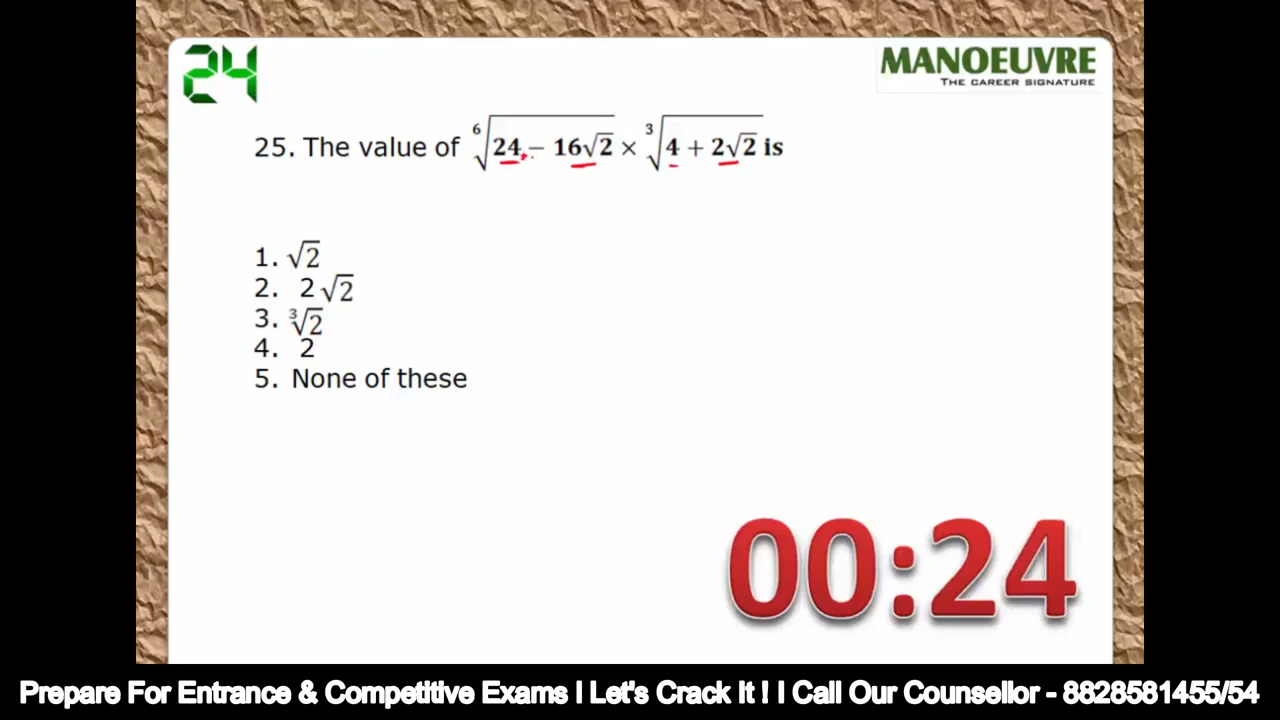 24
MANOEUVRE
THE CAREER SIGNATURE
25. The value of ⁶√(24 − 16√2) × ³√(4 + 2√2) is
1. √2
2. 2√2
3. ³√2
4. 2
5. None of these
00:24
Prepare For Entrance & Competitive Exams I Let's Crack It ! I Call Our Counsellor - 8828581455/54